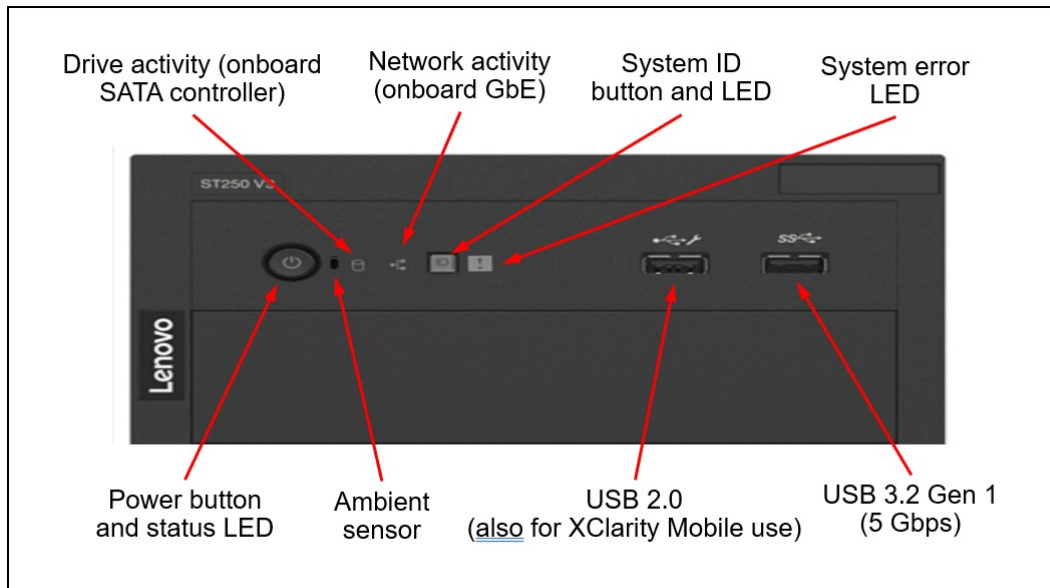 Drive activity (onboard
SATA controller)
Network activity
(onboard GbE)
System ID
button and LED
System error
LED
ST250 V3
ID
!
SS
Lenovo
Power button
and status LED
Ambient
sensor
USB 2.0
(also for XClarity Mobile use)
USB 3.2 Gen 1
(5 Gbps)